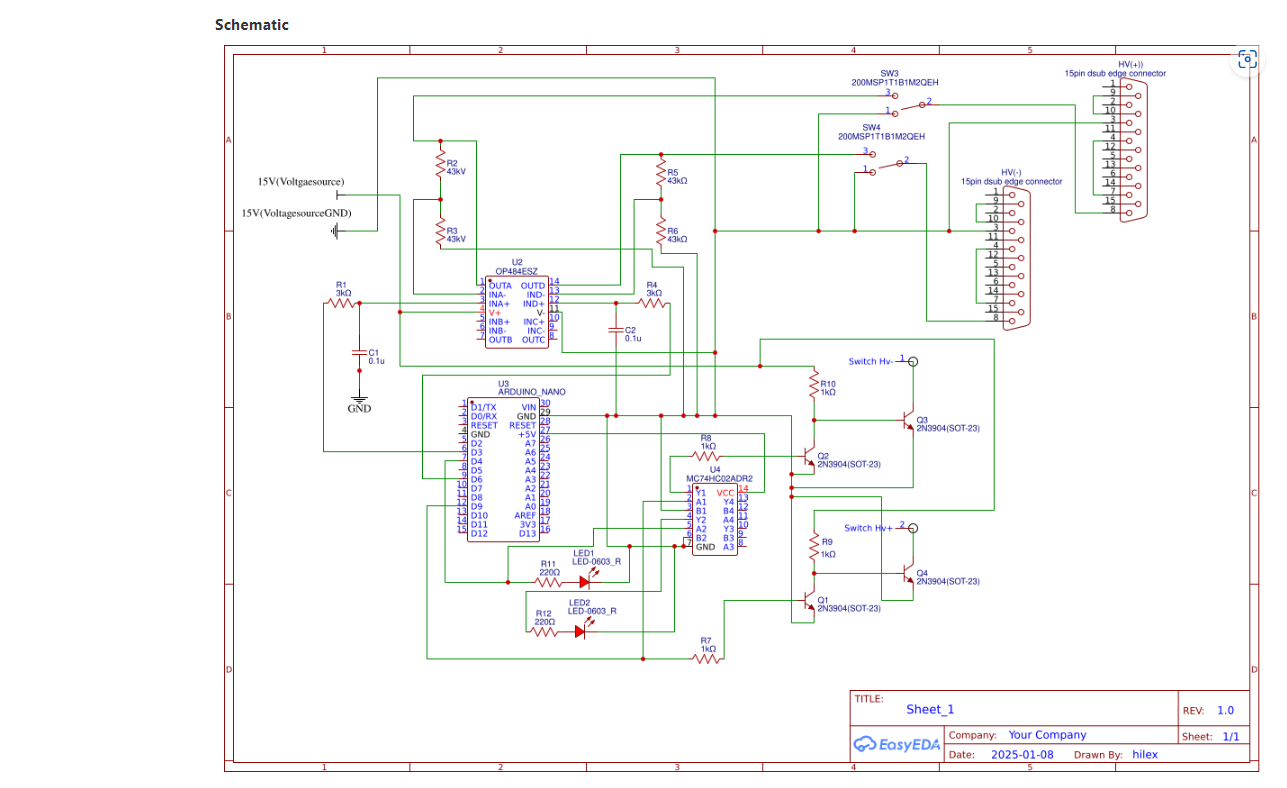 Schematic
1 2 3 4 5
A
B
C
D
A
B
C
D
HV(+))
15pin dsub edge connector
1
9
2
10
3
11
4
12
5
13
6
14
7
15
8
SW3
200MSP1T1B1M2QEH
3
2
1
SW4
200MSP1T1B1M2QEH
3
2
1
HV(-)
15pin dsub edge connector
1
9
2
10
3
11
4
12
5
13
6
14
7
15
8
15V(Voltgaesource)
15V(VoltagesourceGND)
R2
43kV
R3
43kV
R5
43kΩ
R6
43kΩ
U2
OP484ESZ
1 OUTA OUTD 14
2 INA- IND- 13
3 INA+ IND+ 12
4 V+ V- 11
5 INB+ INC+ 10
6 INB- INC- 9
7 OUTB OUTC 8
R1
3kΩ
R4
3kΩ
C1
0.1u
GND
C2
0.1u
U3
ARDUINO_NANO
1 D1/TX VIN 30
2 D0/RX GND 29
3 RESET RESET 28
4 GND +5V 27
5 D2 A7 26
6 D3 A6 25
7 D4 A5 24
8 D5 A4 23
9 D6 A3 22
10 D7 A2 21
11 D8 A1 20
12 D9 A0 19
13 D10 AREF 18
14 D11 3V3 17
15 D12 D13 16
Switch Hv- 1
R10
1kΩ
Q3
2N3904(SOT-23)
R8
1kΩ
Q2
2N3904(SOT-23)
U4
MC74HC02ADR2
1 Y1 VCC 14
2 A1 Y4 13
3 B1 B4 12
4 Y2 A4 11
5 A2 Y3 10
6 B2 B3 9
7 GND A3 8
Switch Hv+ 2
R9
1kΩ
Q4
2N3904(SOT-23)
Q1
2N3904(SOT-23)
LED1
LED-0603_R
R11
220Ω
LED2
LED-0603_R
R12
220Ω
R7
1kΩ
TITLE:
Sheet_1
REV: 1.0
EasyEDA
Company: Your Company
Sheet: 1/1
Date: 2025-01-08 Drawn By: hilex
1 2 3 4 5